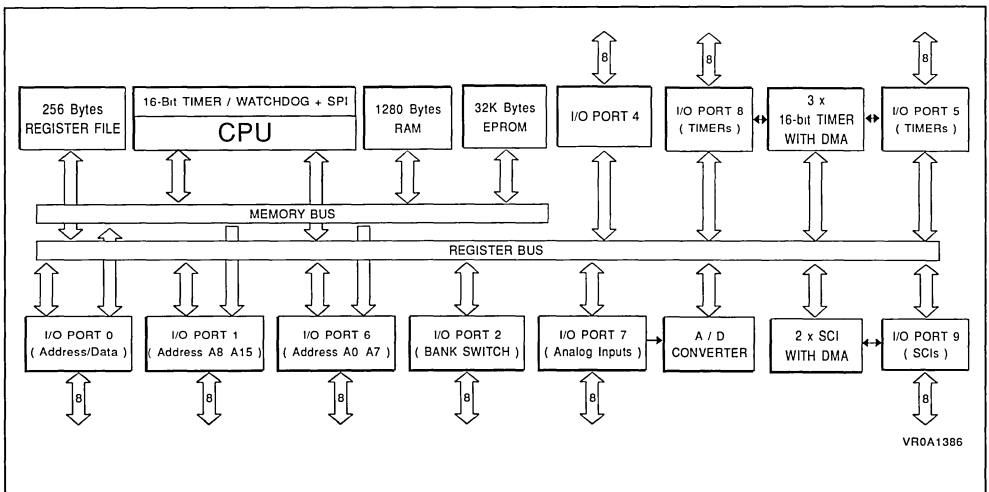 8
8
8
256 Bytes
REGISTER FILE
16-Bit TIMER / WATCHDOG + SPI
CPU
1280 Bytes
RAM
32K Bytes
EPROM
I/O PORT 4
I/O PORT 8
( TIMERs )
3 x
16-bit TIMER
WITH DMA
I/O PORT 5
( TIMERs )
MEMORY BUS
REGISTER BUS
I/O PORT 0
( Address/Data )
I/O PORT 1
( Address A8 A15 )
I/O PORT 6
( Address A0 A7 )
I/O PORT 2
( BANK SWITCH )
I/O PORT 7
( Analog Inputs )
A / D
CONVERTER
2 x SCI
WITH DMA
I/O PORT 9
( SCIs )
8
8
8
8
8
8
VR0A1386